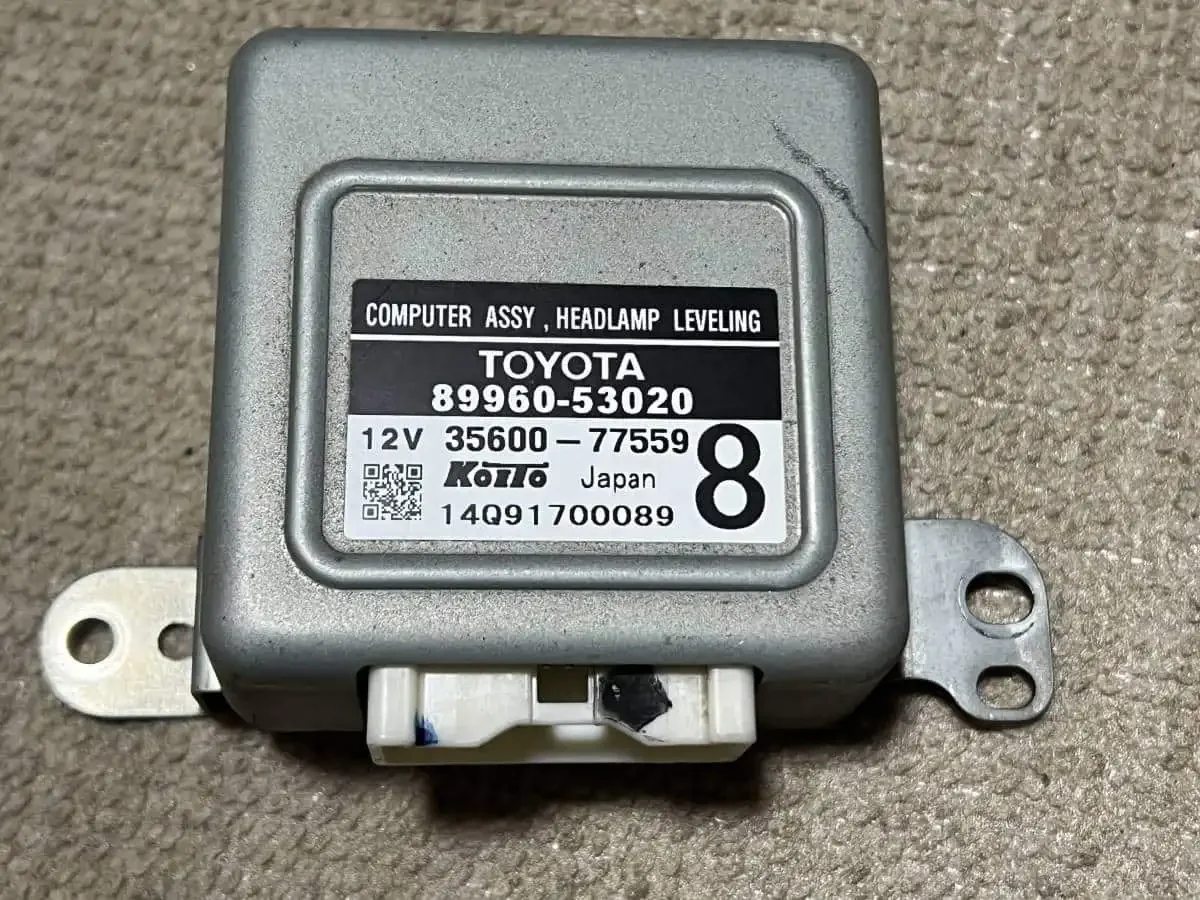 COMPUTER ASSY , HEADLAMP LEVELING
TOYOTA
89960-53020
12V 35600-77559 8
KOITO Japan
14Q91700089